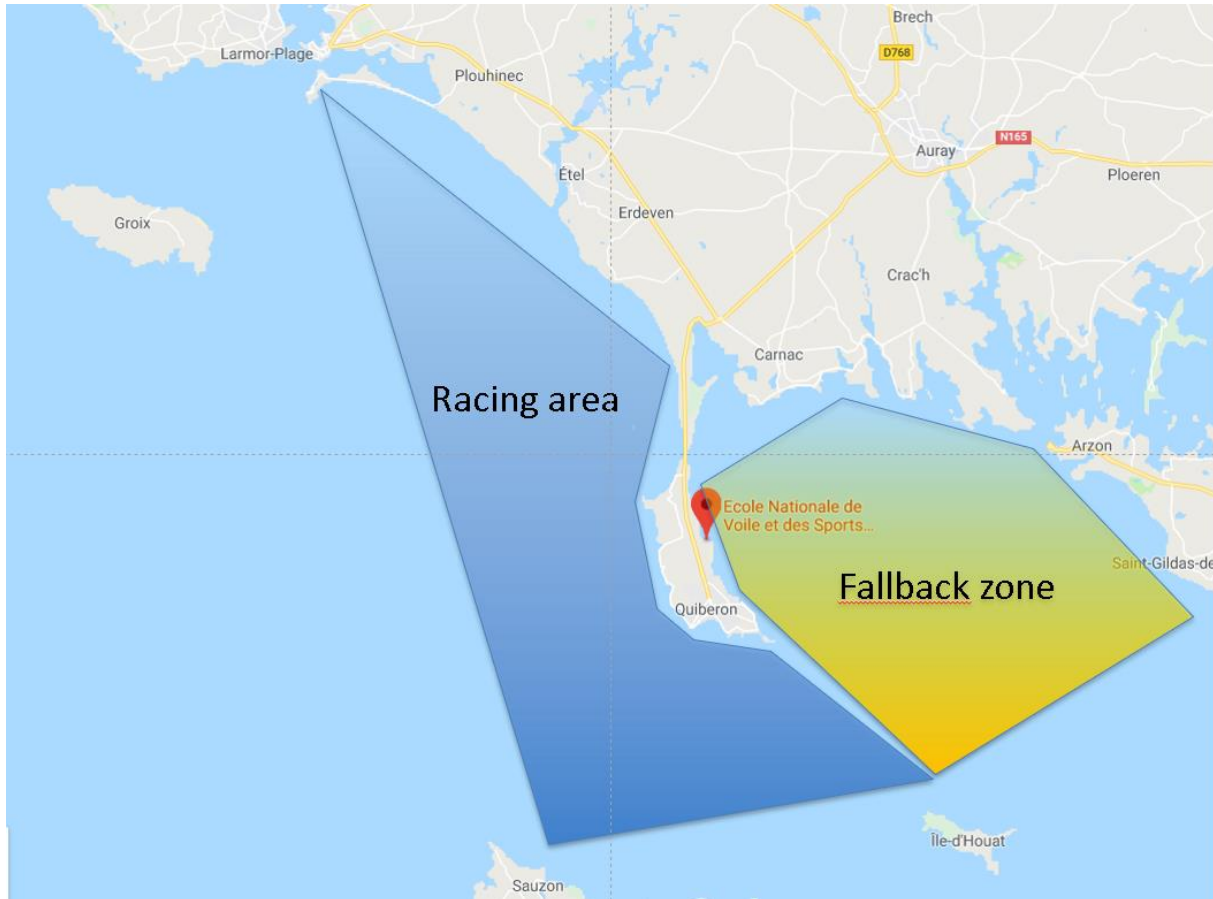 Brech
Larmor-Plage
D768
Plouhinec
N165
Auray
Étel
Ploeren
Erdeven
Groix
Crac'h
Carnac
Racing area
Arzon
Ecole Nationale de
Voile et des Sports...
Saint-Gildas-de
Fallback zone
Quiberon
Île-d'Houat
Sauzon